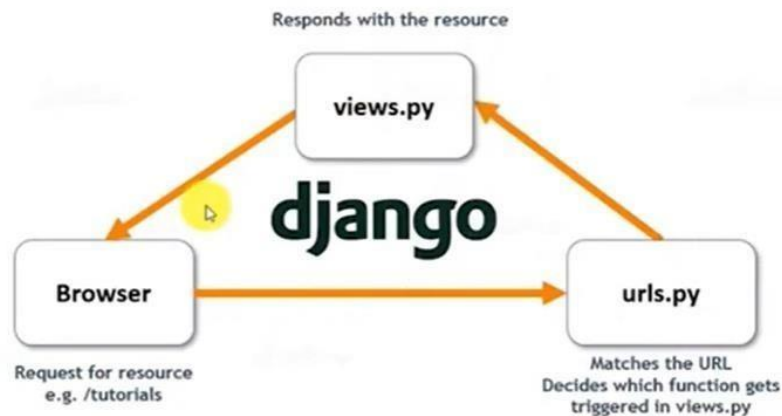 Responds with the resource
views.py
django
Browser
urls.py
Request for resource
e.g. /tutorials
Matches the URL
Decides which function gets
triggered in views.py